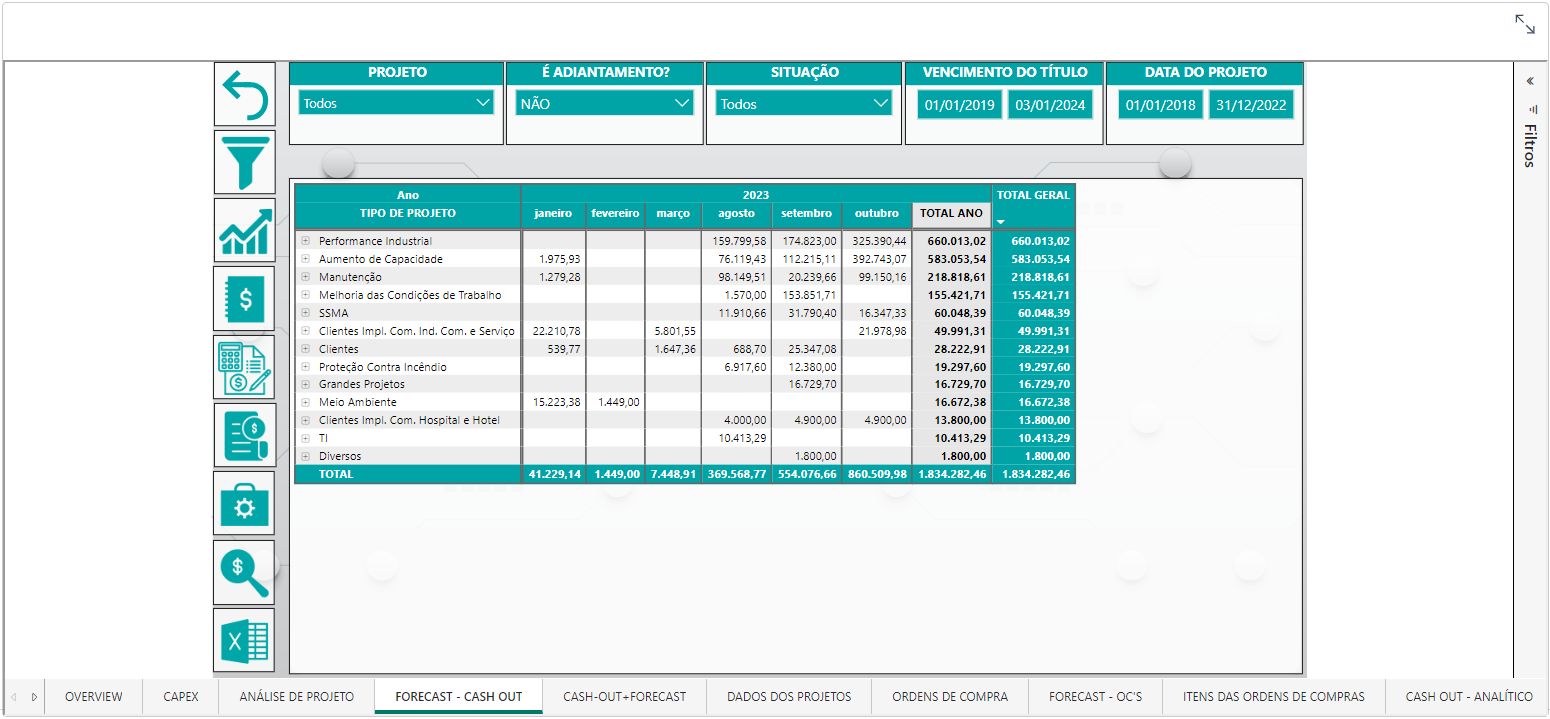 PROJETO É ADIANTAMENTO? SITUAÇÃO VENCIMENTO DO TÍTULO DATA DO PROJETO
Todos NÃO Todos 01/01/2019 03/01/2024 01/01/2018 31/12/2022
Filtros
Ano 2023 TOTAL GERAL
TIPO DE PROJETO janeiro fevereiro março agosto setembro outubro TOTAL ANO
Performance Industrial 159.799,58 174.823,00 325.390,44 660.013,02 660.013,02
Aumento de Capacidade 1.975,93 76.119,43 112.215,11 392.743,07 583.053,54 583.053,54
Manutenção 1.279,28 98.149,51 20.239,66 99.150,16 218.818,61 218.818,61
Melhoria das Condições de Trabalho 1.570,00 153.851,71 155.421,71 155.421,71
SSMA 11.910,66 31.790,40 16.347,33 60.048,39 60.048,39
Clientes Impl. Com. Ind. Com. e Serviço 22.210,78 5.801,55 21.978,98 49.991,31 49.991,31
Clientes 539,77 1.647,36 688,70 25.347,08 28.222,91 28.222,91
Proteção Contra Incêndio 6.917,60 12.380,00 19.297,60 19.297,60
Grandes Projetos 16.729,70 16.729,70 16.729,70
Meio Ambiente 15.223,38 1.449,00 16.672,38 16.672,38
Clientes Impl. Com. Hospital e Hotel 4.000,00 4.900,00 4.900,00 13.800,00 13.800,00
TI 10.413,29 10.413,29 10.413,29
Diversos 1.800,00 1.800,00 1.800,00
TOTAL 41.229,14 1.449,00 7.448,91 369.568,77 554.076,66 860.509,98 1.834.282,46 1.834.282,46
OVERVIEW CAPEX ANÁLISE DE PROJETO FORECAST - CASH OUT CASH-OUT+FORECAST DADOS DOS PROJETOS ORDENS DE COMPRA FORECAST - OC'S ITENS DAS ORDENS DE COMPRAS CASH OUT - ANALÍTICO